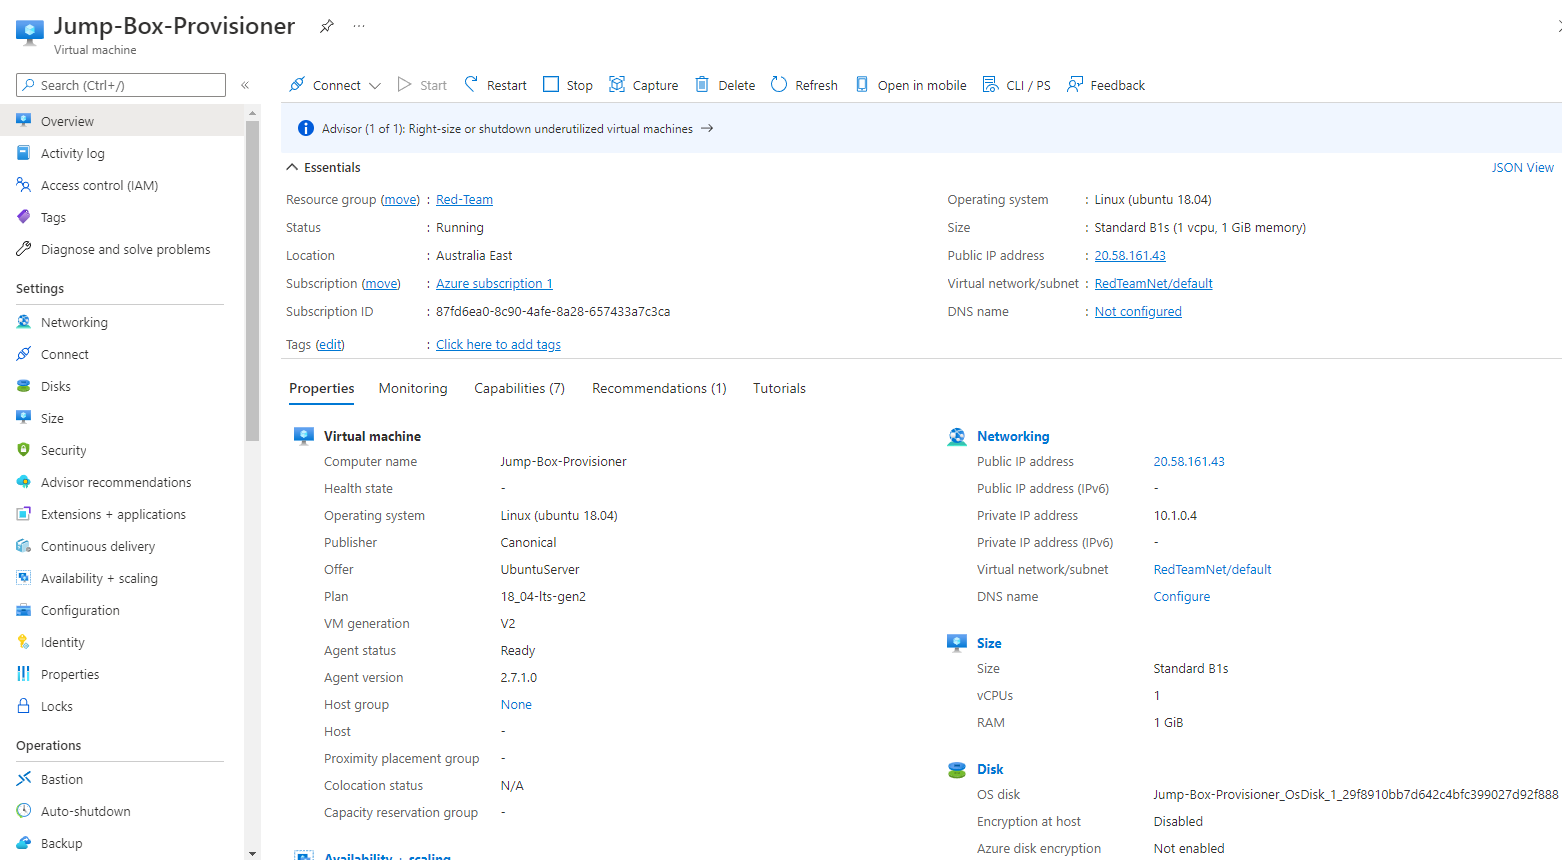 Jump-Box-Provisioner
Virtual machine
Search (Ctrl+/)
Overview
Activity log
Access control (IAM)
Tags
Diagnose and solve problems
Settings
Networking
Connect
Disks
Size
Security
Advisor recommendations
Extensions + applications
Continuous delivery
Availability + scaling
Configuration
Identity
Properties
Locks
Operations
Bastion
Auto-shutdown
Backup
Connect Start Restart Stop Capture Delete Refresh Open in mobile CLI / PS Feedback
Advisor (1 of 1): Right-size or shutdown underutilized virtual machines →
Essentials
JSON View
Resource group (move) : Red-Team
Status : Running
Location : Australia East
Subscription (move) : Azure subscription 1
Subscription ID : 87fd6ea0-8c90-4afe-8a28-657433a7c3ca
Tags (edit) : Click here to add tags
Operating system : Linux (ubuntu 18.04)
Size : Standard B1s (1 vcpu, 1 GiB memory)
Public IP address : 20.58.161.43
Virtual network/subnet : RedTeamNet/default
DNS name : Not configured
Properties Monitoring Capabilities (7) Recommendations (1) Tutorials
Virtual machine
Computer name Jump-Box-Provisioner
Health state -
Operating system Linux (ubuntu 18.04)
Publisher Canonical
Offer UbuntuServer
Plan 18_04-lts-gen2
VM generation V2
Agent status Ready
Agent version 2.7.1.0
Host group None
Host -
Proximity placement group -
Colocation status N/A
Capacity reservation group -
Availability + scaling
Networking
Public IP address 20.58.161.43
Public IP address (IPv6) -
Private IP address 10.1.0.4
Private IP address (IPv6) -
Virtual network/subnet RedTeamNet/default
DNS name Configure
Size
Size Standard B1s
vCPUs 1
RAM 1 GiB
Disk
OS disk Jump-Box-Provisioner_OsDisk_1_29f8910bb7d642c4bfc399027d92f888
Encryption at host Disabled
Azure disk encryption Not enabled